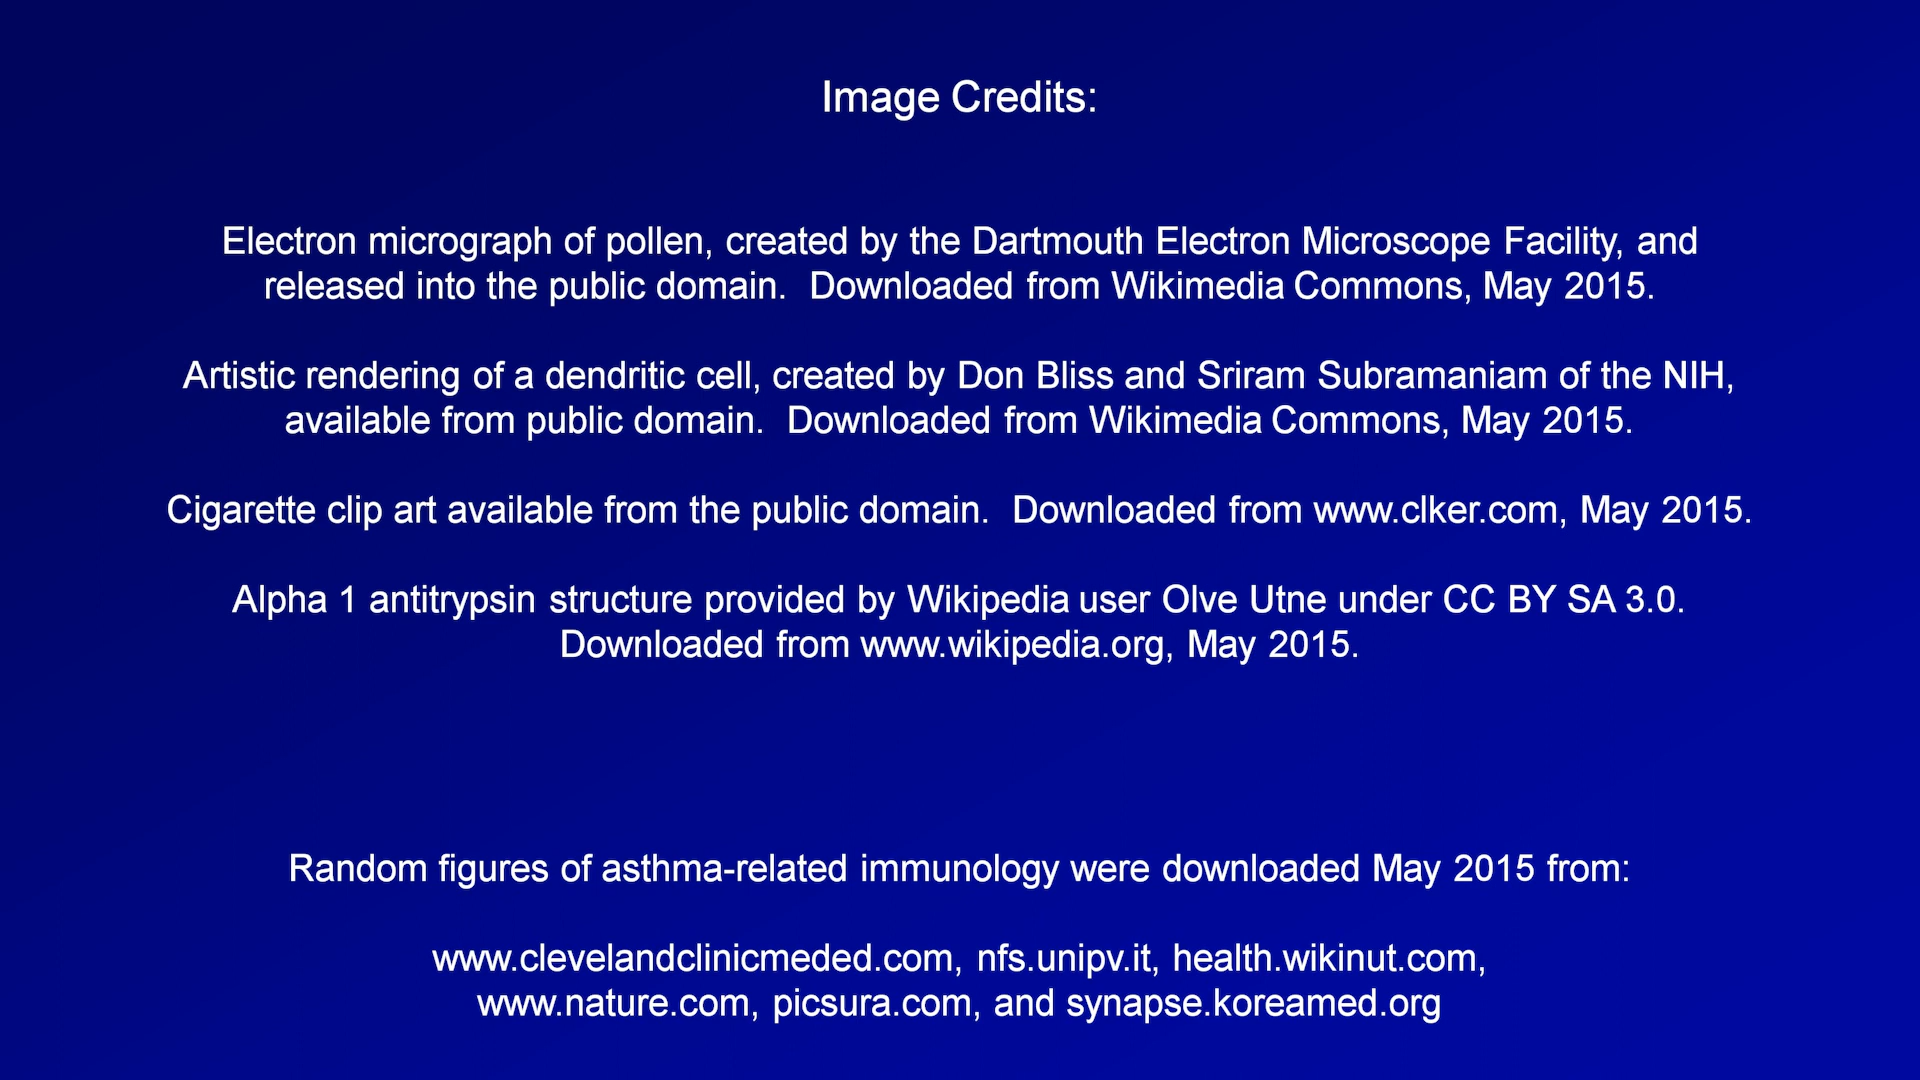 Image Credits:
Electron micrograph of pollen, created by the Dartmouth Electron Microscope Facility, and
released into the public domain.  Downloaded from Wikimedia Commons, May 2015.
Artistic rendering of a dendritic cell, created by Don Bliss and Sriram Subramaniam of the NIH,
available from public domain.  Downloaded from Wikimedia Commons, May 2015.
Cigarette clip art available from the public domain.  Downloaded from www.clker.com, May 2015.
Alpha 1 antitrypsin structure provided by Wikipedia user Olve Utne under CC BY SA 3.0.
Downloaded from www.wikipedia.org, May 2015.
Random figures of asthma-related immunology were downloaded May 2015 from:
www.clevelandclinicmeded.com, nfs.unipv.it, health.wikinut.com,
www.nature.com, picsura.com, and synapse.koreamed.org